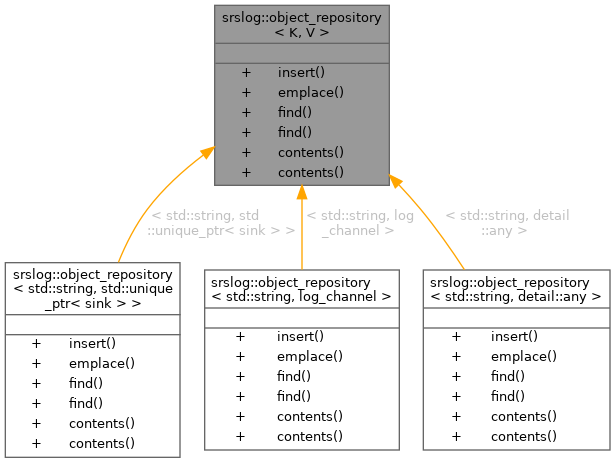 srslog::object_repository
< K, V >
+ insert()
+ emplace()
+ find()
+ find()
+ contents()
+ contents()
< std::string, std
::unique_ptr< sink > >
< std::string, log
_channel >
< std::string, detail
::any >
srslog::object_repository
< std::string, std::unique
_ptr< sink > >
+ insert()
+ emplace()
+ find()
+ find()
+ contents()
+ contents()
srslog::object_repository
< std::string, log_channel >
+ insert()
+ emplace()
+ find()
+ find()
+ contents()
+ contents()
srslog::object_repository
< std::string, detail::any >
+ insert()
+ emplace()
+ find()
+ find()
+ contents()
+ contents()